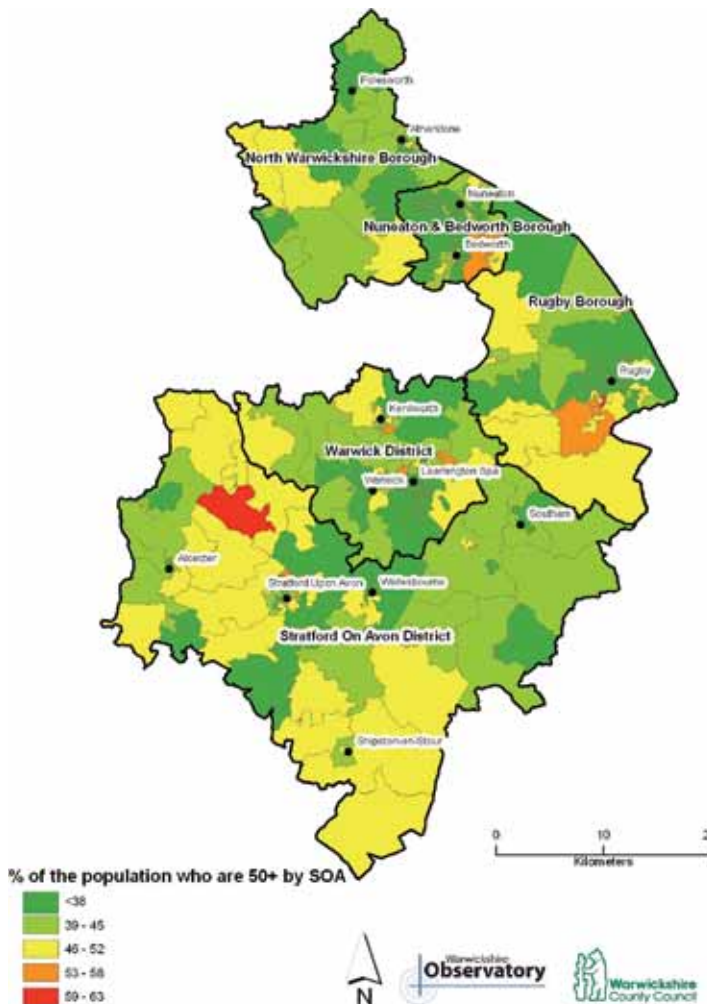 Polesworth
Atherstone
North Warwickshire Borough
Nuneaton
Nuneaton & Bedworth Borough
Bedworth
Rugby Borough
Rugby
Kenilworth
Warwick District
Leamington Spa
Warwick
Southam
Alcester
Stratford Upon Avon
Wellesbourne
Stratford On Avon District
Shipston-on-Stour
0 10 2
Kilometers
% of the population who are 50+ by SOA
<38
39 - 45
46 - 52
53 - 58
59 - 63
N
Warwickshire
Observatory
Warwickshire
County Council